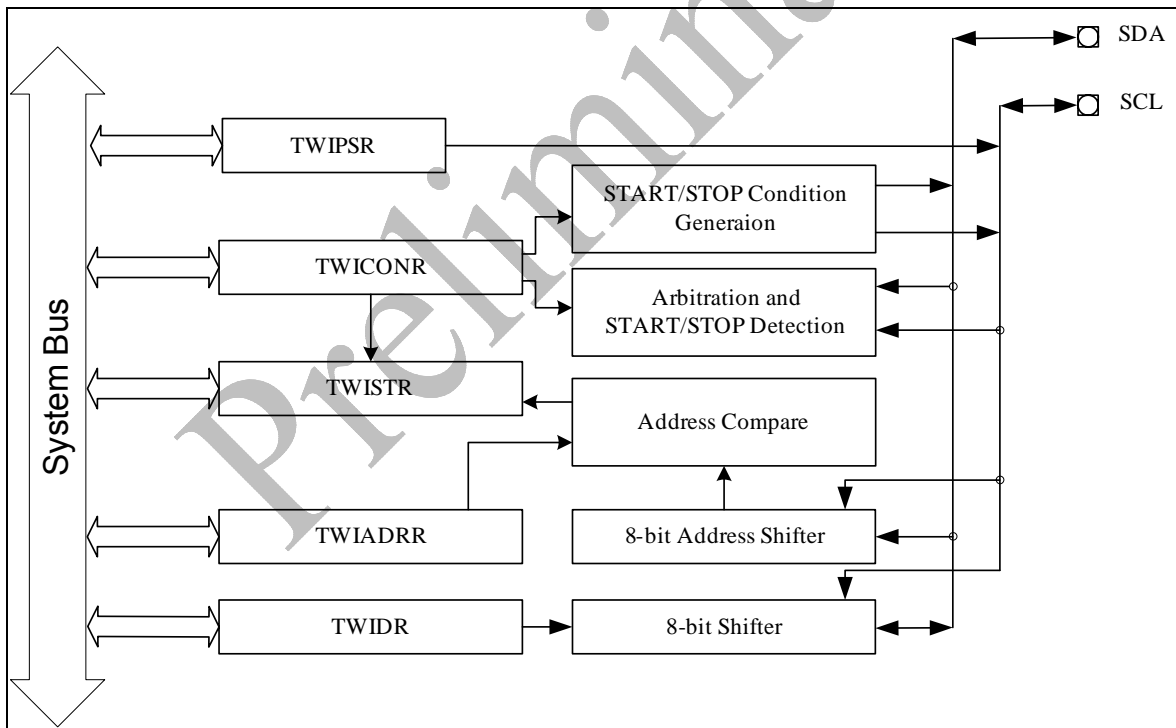 SDA
SCL
TWIPSR
START/STOP Condition
Generaion
TWICONR
Arbitration and
START/STOP Detection
System Bus
TWISTR
Address Compare
TWIADRR
8-bit Address Shifter
TWIDR
8-bit Shifter
Prelimina